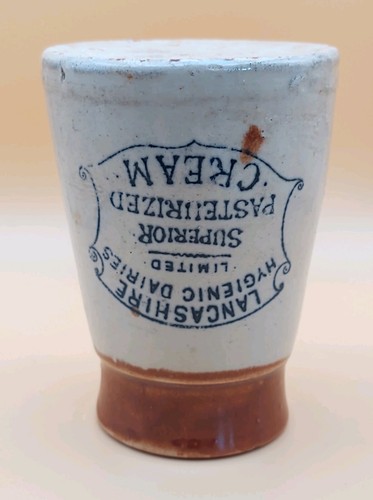 LANCASHIRE
HYGIENIC DAIRIES
LIMITED
SUPERIOR
PASTEURIZED
CREAM